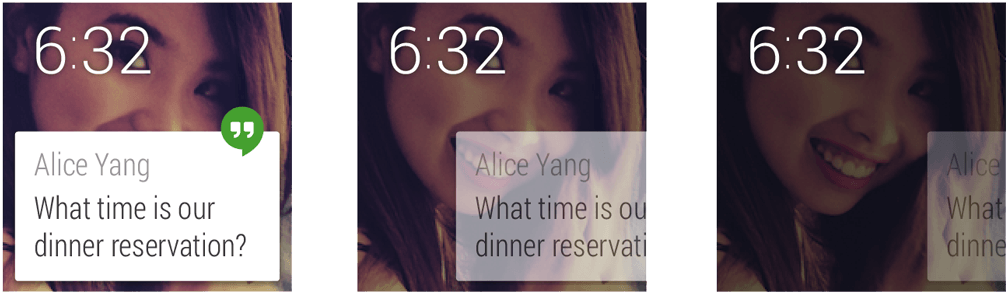 6:32
Alice Yang
What time is our
dinner reservation?
6:32
Alice Yang
What time is ou
dinner reservati
6:32
Alice
What
dinne